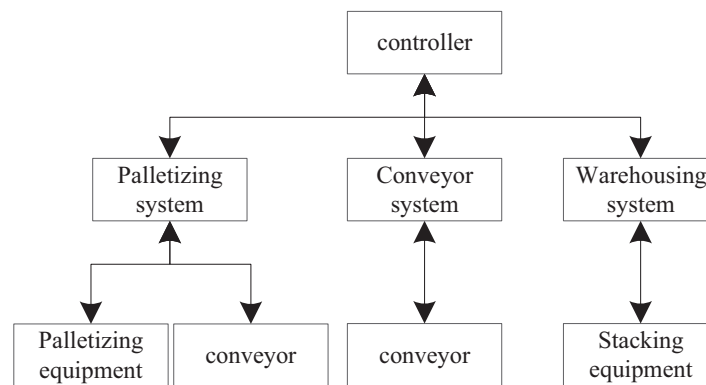 controller
Palletizing
system
Conveyor
system
Warehousing
system
Palletizing
equipment
conveyor
conveyor
Stacking
equipment